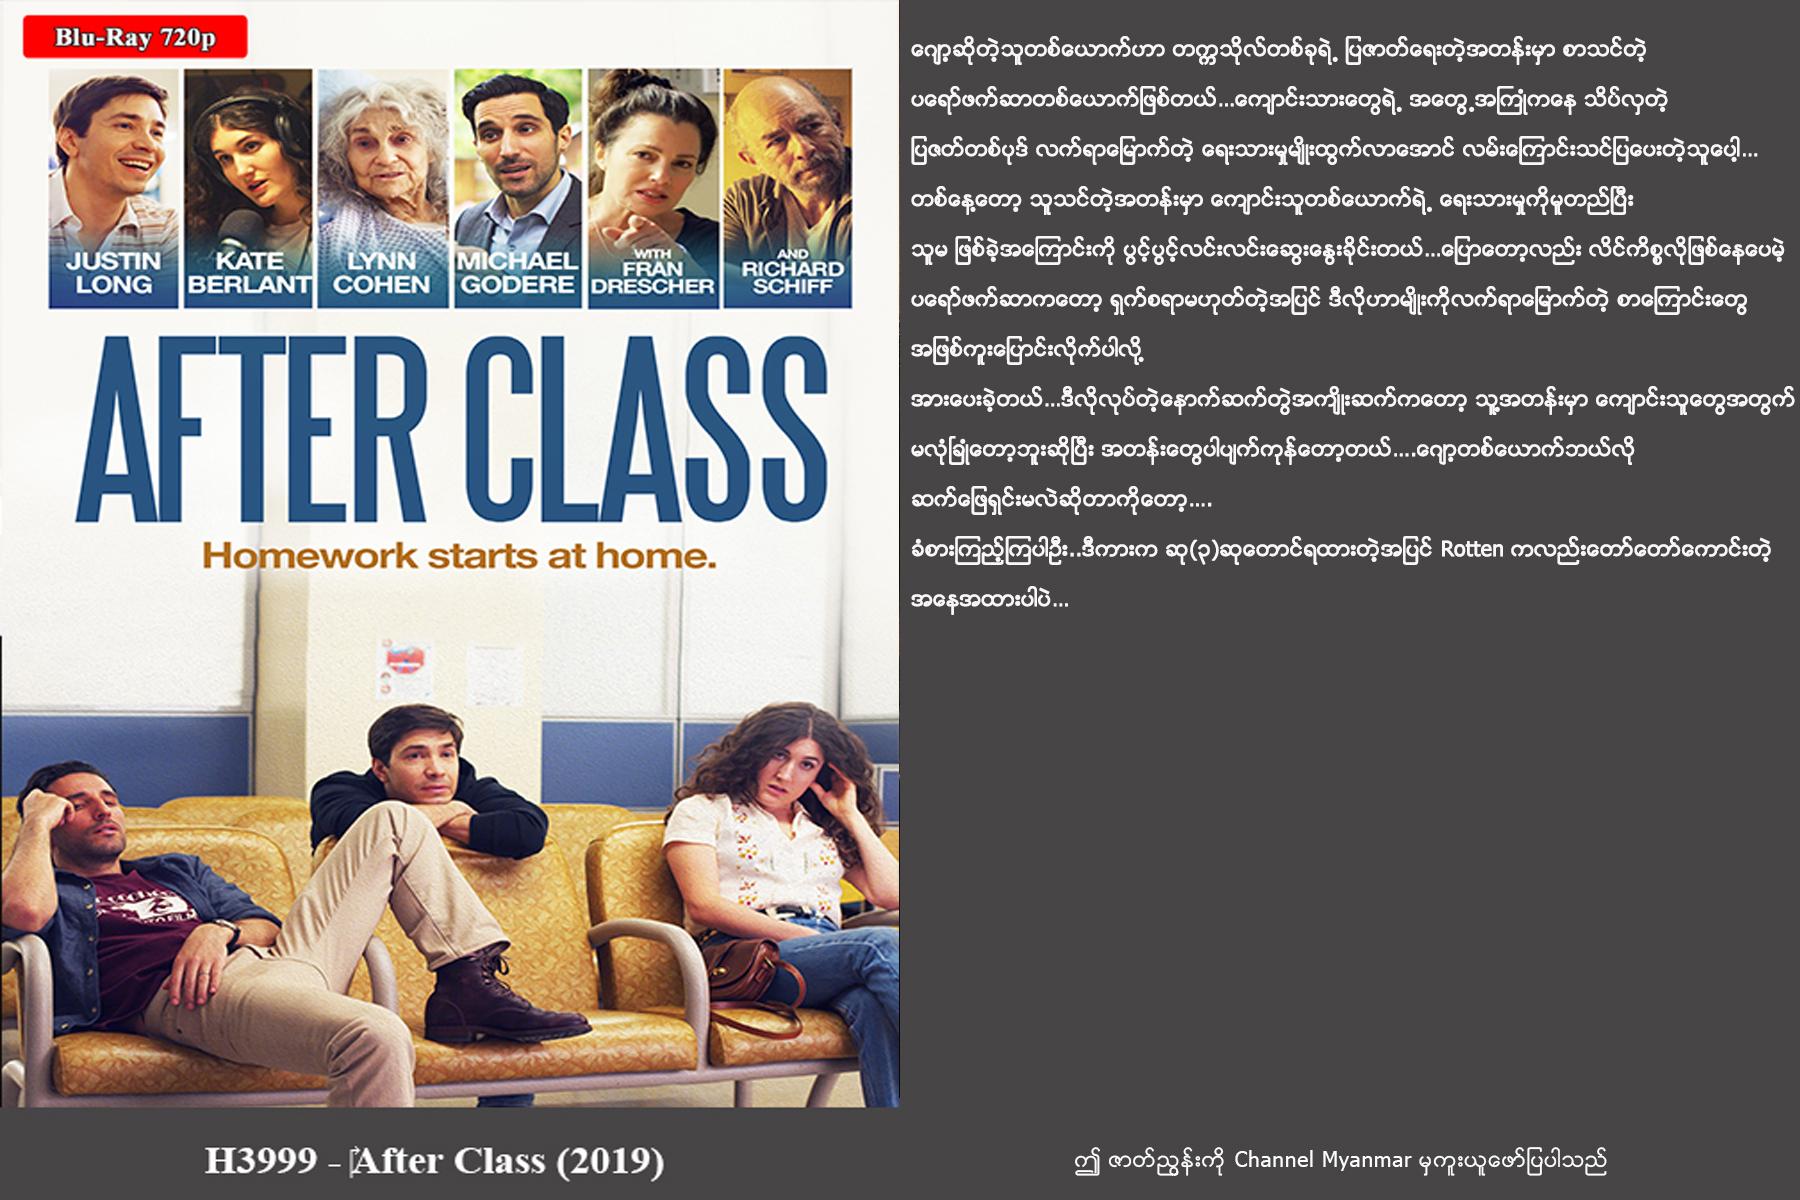 Blu-Ray 720p
JUSTIN LONG
KATE BERLANT
LYNN COHEN
MICHAEL GODERE
WITH FRAN DRESCHER
AND RICHARD SCHIFF
AFTER CLASS
Homework starts at home.
H3999 - After Class (2019)
ဂျော့ဆိုတဲ့သူတစ်ယောက်ဟာ တက္ကသိုလ်တစ်ခုရဲ့ ပြဇာတ်ရေးတဲ့အတန်းမှာ စာသင်တဲ့
ပရော်ဖက်ဆာတစ်ယောက်ဖြစ်တယ်...ကျောင်းသားတွေရဲ့ အတွေ့အကြုံကနေ သိပ်လှတဲ့
ပြဇတ်တစ်ပုဒ် လက်ရာမြောက်တဲ့ ရေးသားမှုမျိုးထွက်လာအောင် လမ်းကြောင်းသင်ပြပေးတဲ့သူပေါ့...
တစ်နေ့တော့ သူသင်တဲ့အတန်းမှာ ကျောင်းသူတစ်ယောက်ရဲ့ ရေးသားမှုကိုမူတည်ပြီး
သူမ ဖြစ်ခဲ့အကြောင်းကို ပွင့်ပွင့်လင်းလင်းဆွေးနွေးခိုင်းတယ်...ပြောတော့လည်း လိင်ကိစ္စလိုဖြစ်နေပေမဲ့
ပရော်ဖက်ဆာကတော့ ရှက်စရာမဟုတ်တဲ့အပြင် ဒီလိုဟာမျိုးကိုလက်ရာမြောက်တဲ့ စာကြောင်းတွေ
အဖြစ်ကူးပြောင်းလိုက်ပါလို့
အားပေးခဲ့တယ်...ဒီလိုလုပ်တဲ့နောက်ဆက်တွဲအကျိုးဆက်ကတော့ သူ့အတန်းမှာ ကျောင်းသူတွေအတွက်
မလုံခြုံတော့ဘူးဆိုပြီး အတန်းတွေပါပျက်ကုန်တော့တယ်....ဂျော့တစ်ယောက်ဘယ်လို
ဆက်ဖြေရှင်းမလဲဆိုတာကိုတော့....
ခံစားကြည့်ကြပါဦး..ဒီကားက ဆု(၃)ဆုတောင်ရထားတဲ့အပြင် Rotten ကလည်းတော်တော်ကောင်းတဲ့
အနေအထားပါပဲ...
ဤ ဇာတ်ညွှန်းကို Channel Myanmar မှကူးယူဖော်ပြပါသည်